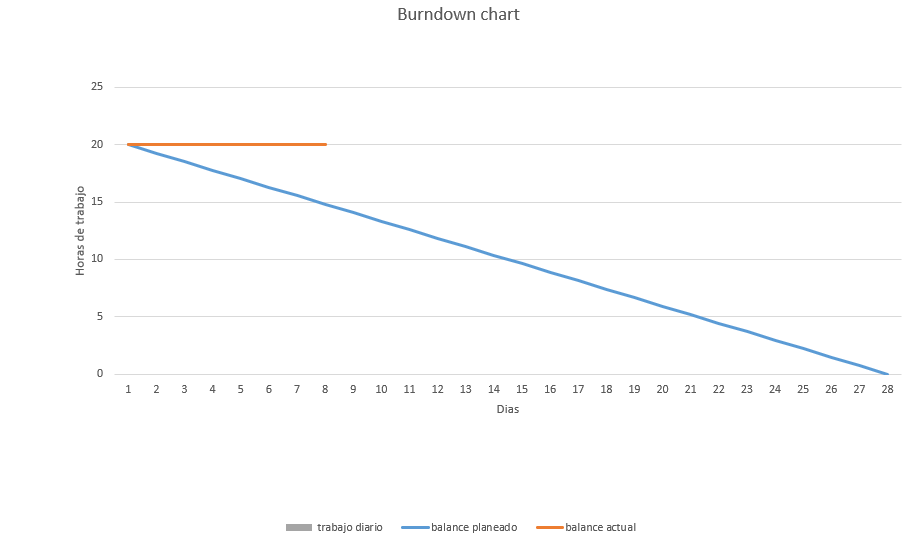 Burndown chart
25
20
15
10
5
0
Horas de trabajo
1 2 3 4 5 6 7 8 9 10 11 12 13 14 15 16 17 18 19 20 21 22 23 24 25 26 27 28
Dias
trabajo diario balance planeado balance actual